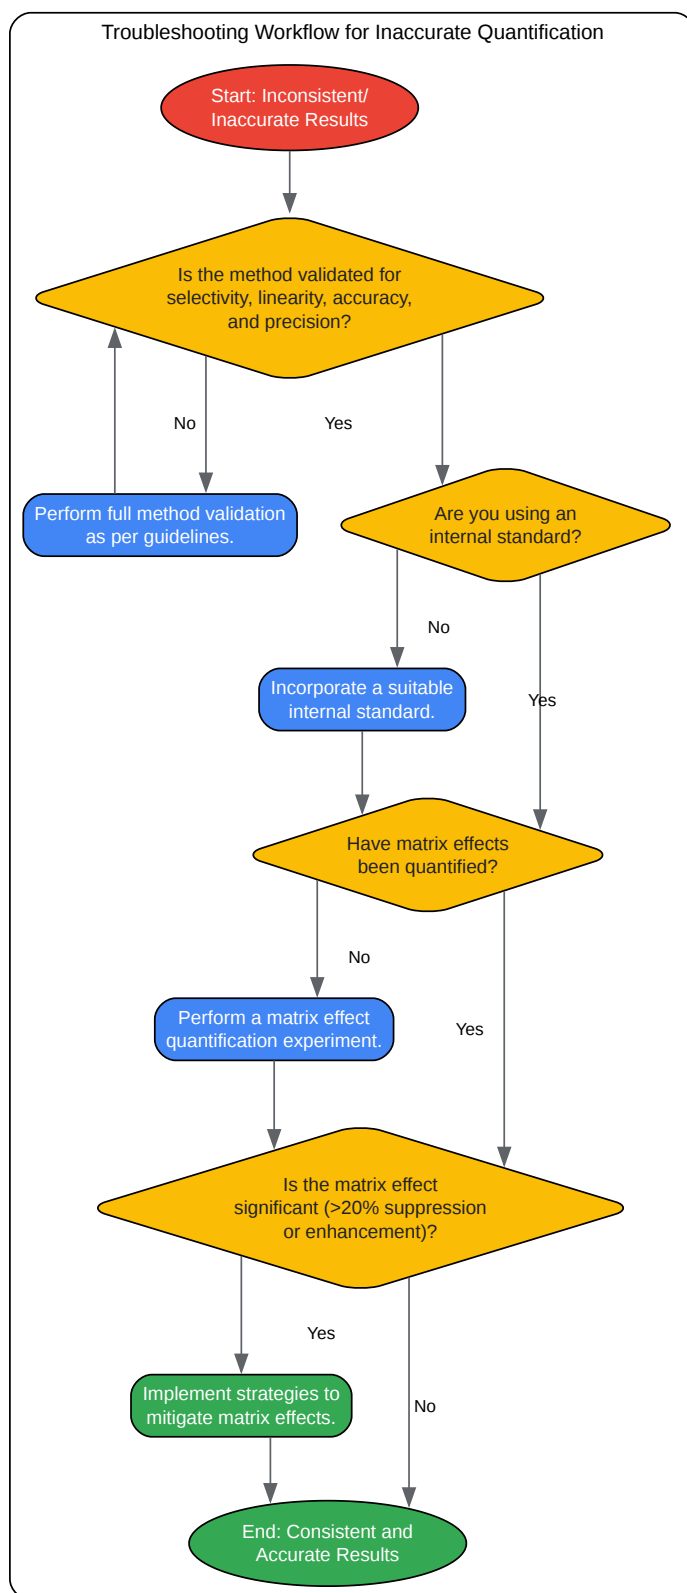 Troubleshooting Workflow for Inaccurate Quantification
Start: Inconsistent/
Inaccurate Results
Is the method validated for
selectivity, linearity, accuracy,
and precision?
No
Yes
Perform full method validation
as per guidelines.
Are you using an
internal standard?
No
Incorporate a suitable
internal standard.
Yes
Have matrix effects
been quantified?
No
Perform a matrix effect
quantification experiment.
Yes
Is the matrix effect
significant (>20% suppression
or enhancement)?
Yes
Implement strategies to
mitigate matrix effects.
No
End: Consistent and
Accurate Results